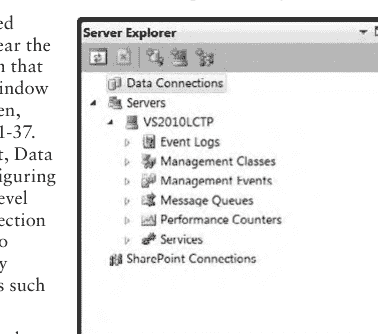 ed
ear the
n that
indow
en,
1-37.
t, Data
iguring
evel
ection
o
y
s such
Server Explorer
Data Connections
Servers
VS2010LCTP
Event Logs
Management Classes
Management Events
Message Queues
Performance Counters
Services
SharePoint Connections